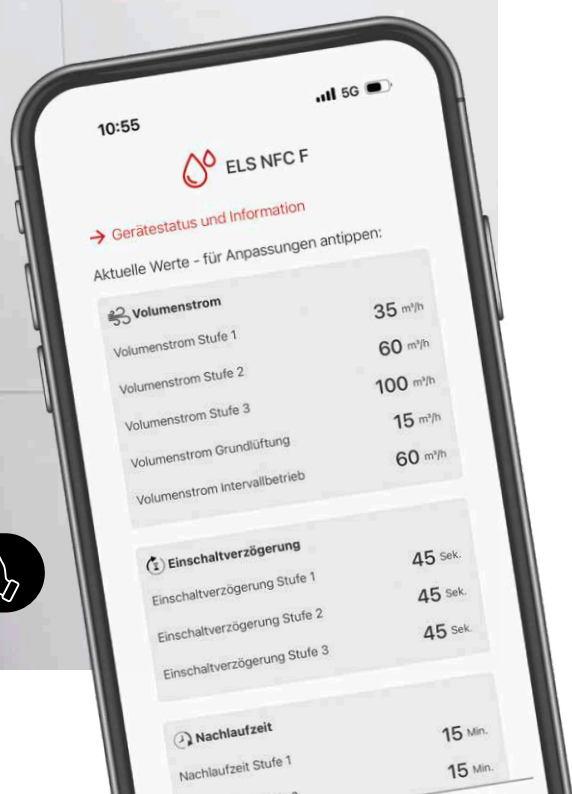 10:55
5G
ELS NFC F
→ Gerätestatus und Information
Aktuelle Werte - für Anpassungen antippen:
Volumenstrom
Volumenstrom Stufe 1 35 m³/h
Volumenstrom Stufe 2 60 m³/h
Volumenstrom Stufe 3 100 m³/h
Volumenstrom Grundlüftung 15 m³/h
Volumenstrom Intervallbetrieb 60 m³/h
Einschaltverzögerung
Einschaltverzögerung Stufe 1 45 Sek.
Einschaltverzögerung Stufe 2 45 Sek.
Einschaltverzögerung Stufe 3 45 Sek.
Nachlaufzeit
Nachlaufzeit Stufe 1 15 Min.
15 Min.